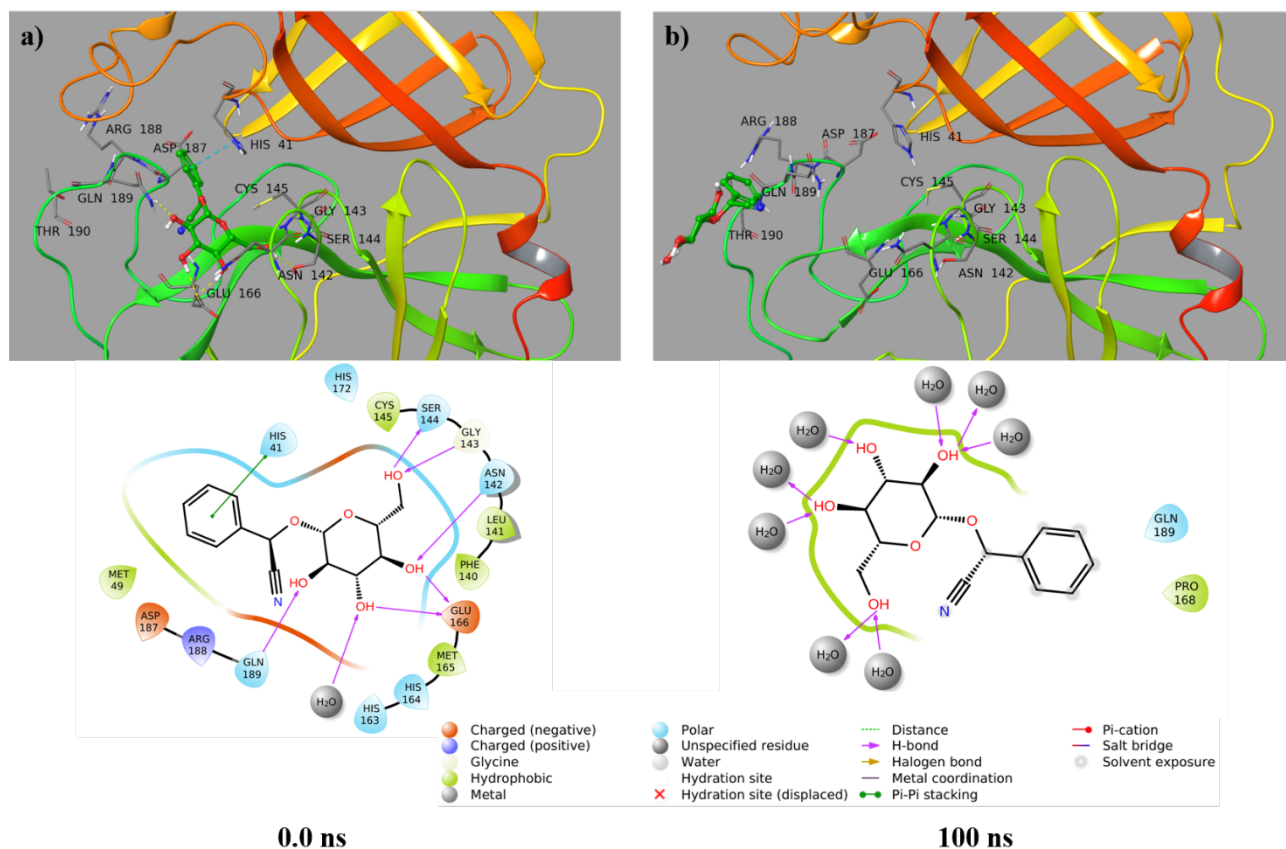 a)
ARG 188
ASP 187
HIS 41
GLN 189
CYS 145
GLY 143
THR 190
SER 144
ASN 142
GLU 166
b)
ARG 188
ASP 187
HIS 41
GLN 189
CYS 145
GLY 143
THR 190
SER 144
GLU 166
ASN 142
HIS
172
CYS
145
SER
144
HIS
41
GLY
143
HO
ASN
142
O
O
LEU
141
MET
49
N
HO
OH
PHE
140
OH
ASP
187
ARG
188
GLN
189
GLU
166
MET
165
H₂O
HIS
164
HIS
163
H₂O
H₂O
H₂O
H₂O
HO
OH
H₂O
HO
O
GLN
189
H₂O
O
PRO
168
N
OH
H₂O
H₂O
Charged (negative)
Charged (positive)
Glycine
Hydrophobic
Metal
Polar
Unspecified residue
Water
Hydration site
Hydration site (displaced)
Distance
H-bond
Halogen bond
Metal coordination
Pi-Pi stacking
Pi-cation
Salt bridge
Solvent exposure
0.0 ns
100 ns